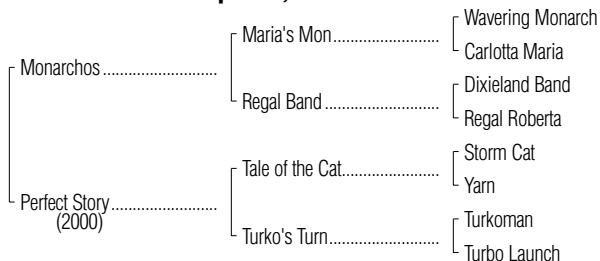 Wavering Monarch
Maria's Mon
Carlotta Maria
Monarchos
Dixieland Band
Regal Band
Regal Roberta
Storm Cat
Tale of the Cat
Yarn
Perfect Story
(2000)
Turkoman
Turko's Turn
Turbo Launch